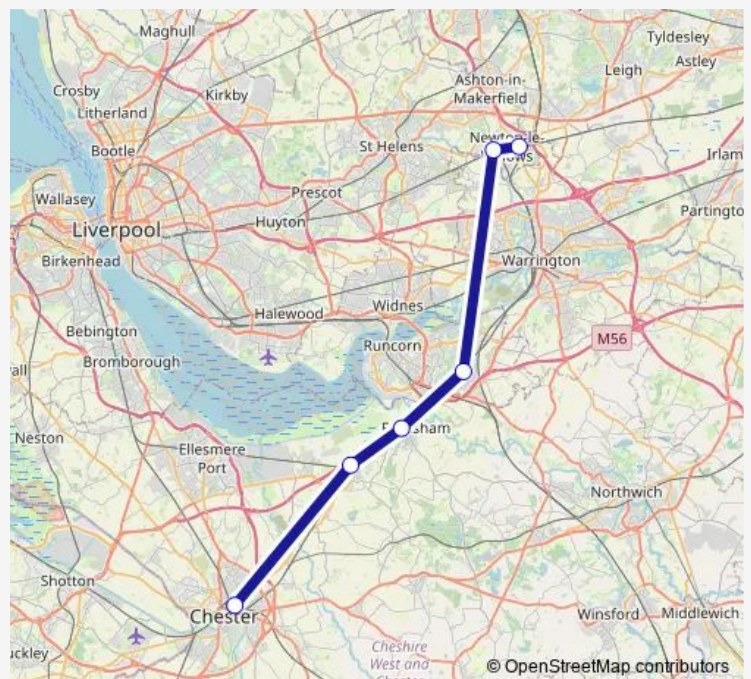 Maghull
Tyldesley
Leigh
Astley
Ashton-in-
Makerfield
Crosby
Kirkby
Litherland
Bootle
St Helens
Newton-le-
Irlam
Wallasey
Prescot
Huyton
Partington
Liverpool
Birkenhead
Warrington
Halewood
Widnes
Bebington
Runcorn
M56
Bromborough
Neston
Ellesmere
Port
Northwich
Shotton
Chester
Winsford
Middlewich
Cheshire
West and
© OpenStreetMap contributors